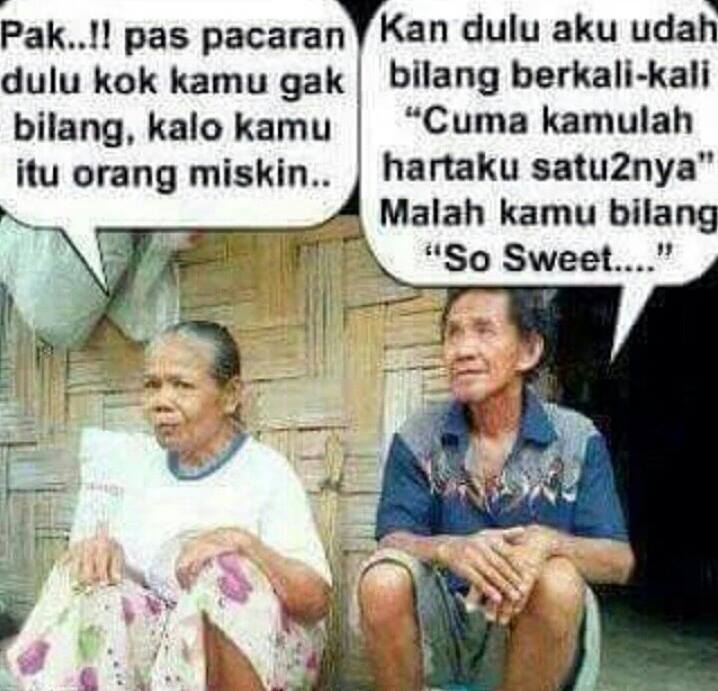 Pak..!! pas pacaran
dulu kok kamu gak
bilang, kalo kamu
itu orang miskin..
Kan dulu aku udah
bilang berkali-kali
“Cuma kamulah
hartaku satu2nya”
Malah kamu bilang
“So Sweet....”